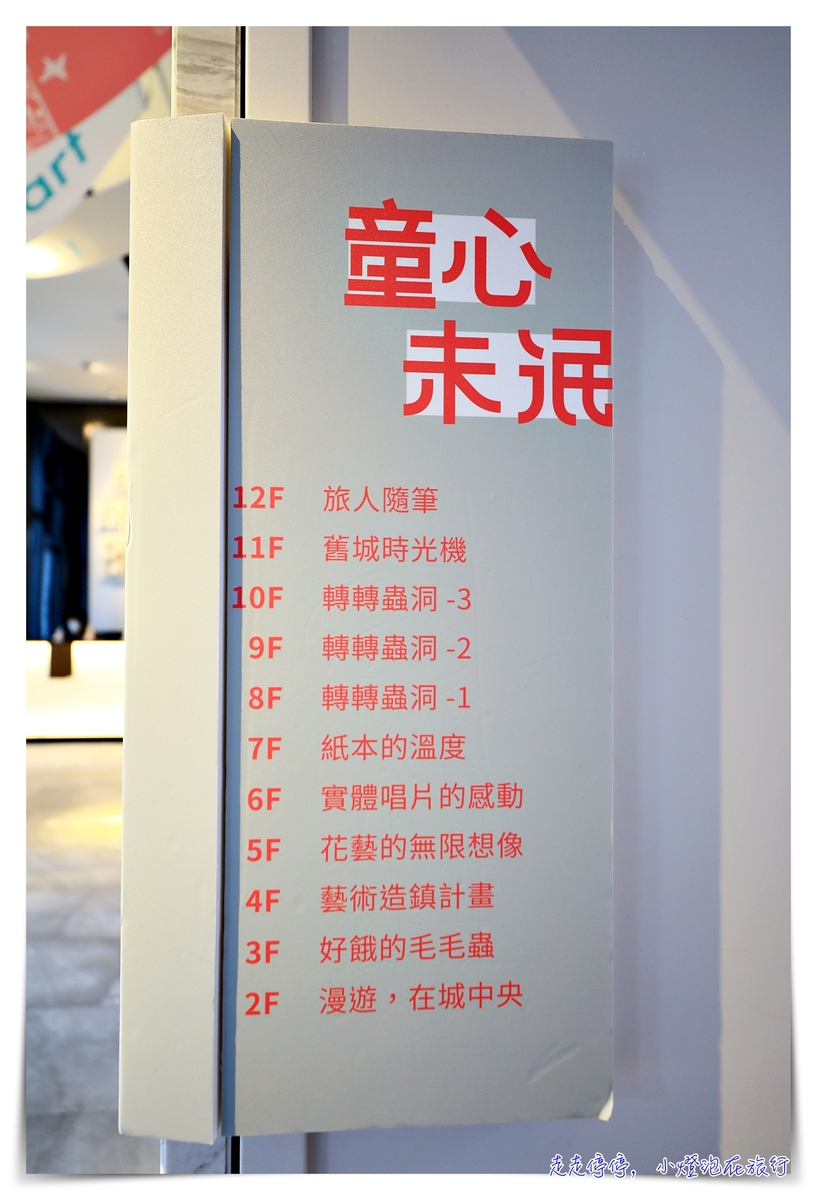 art
童心
未泯
12F 旅人隨筆
11F 舊城時光機
10F 轉轉蟲洞 -3
9F 轉轉蟲洞 -2
8F 轉轉蟲洞 -1
7F 紙本的溫度
6F 實體唱片的感動
5F 花藝的無限想像
4F 藝術造鎮計畫
3F 好餓的毛毛蟲
2F 漫遊，在城中央
走走停停，小燈泡在旅行